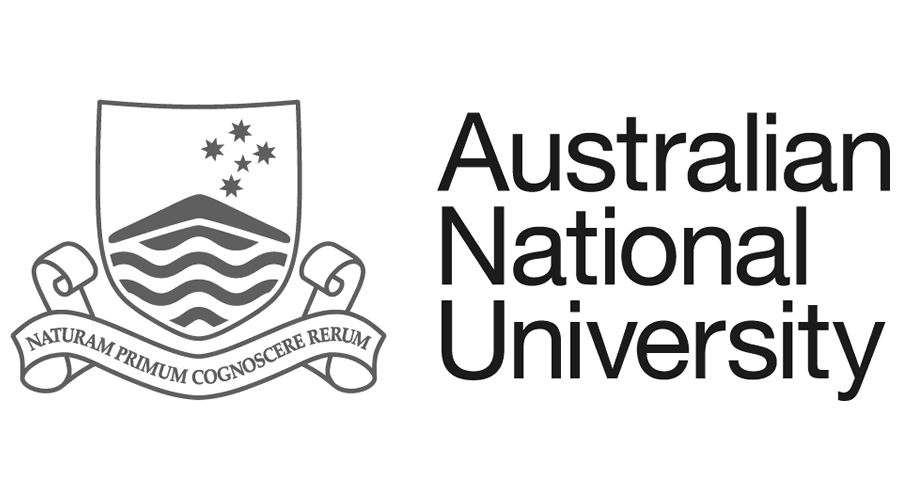 Australian
National
University
NATURAM PRIMUM COGNOSCERE RERUM